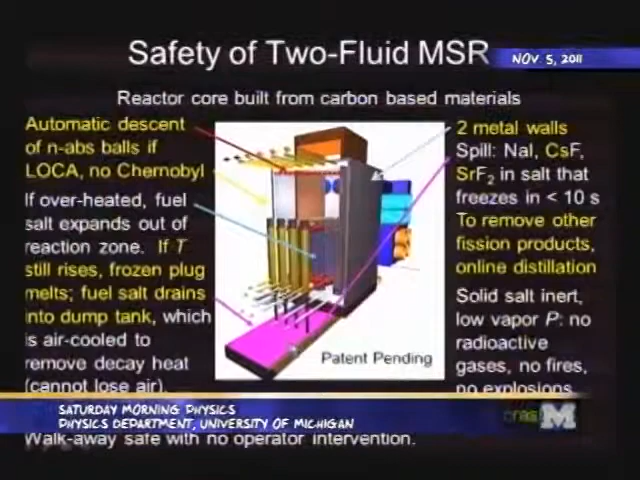 Safety of Two-Fluid MSR
NOV. 5, 2011
Reactor core built from carbon based materials
Automatic descent
of n-abs balls if
LOCA, no Chernobyl
If over-heated, fuel
salt expands out of
reaction zone. If T
still rises, frozen plug
melts; fuel salt drains
into dump tank, which
is air-cooled to
remove decay heat
(cannot lose air).
2 metal walls
Spill: NaI, CsF,
SrF2 in salt that
freezes in < 10 s
To remove other
fission products,
online distillation
Solid salt inert,
low vapor P: no
radioactive
gases, no fires,
no explosions
Patent Pending
SATURDAY MORNING PHYSICS
PHYSICS DEPARTMENT, UNIVERSITY OF MICHIGAN
M
Walk-away safe with no operator intervention.